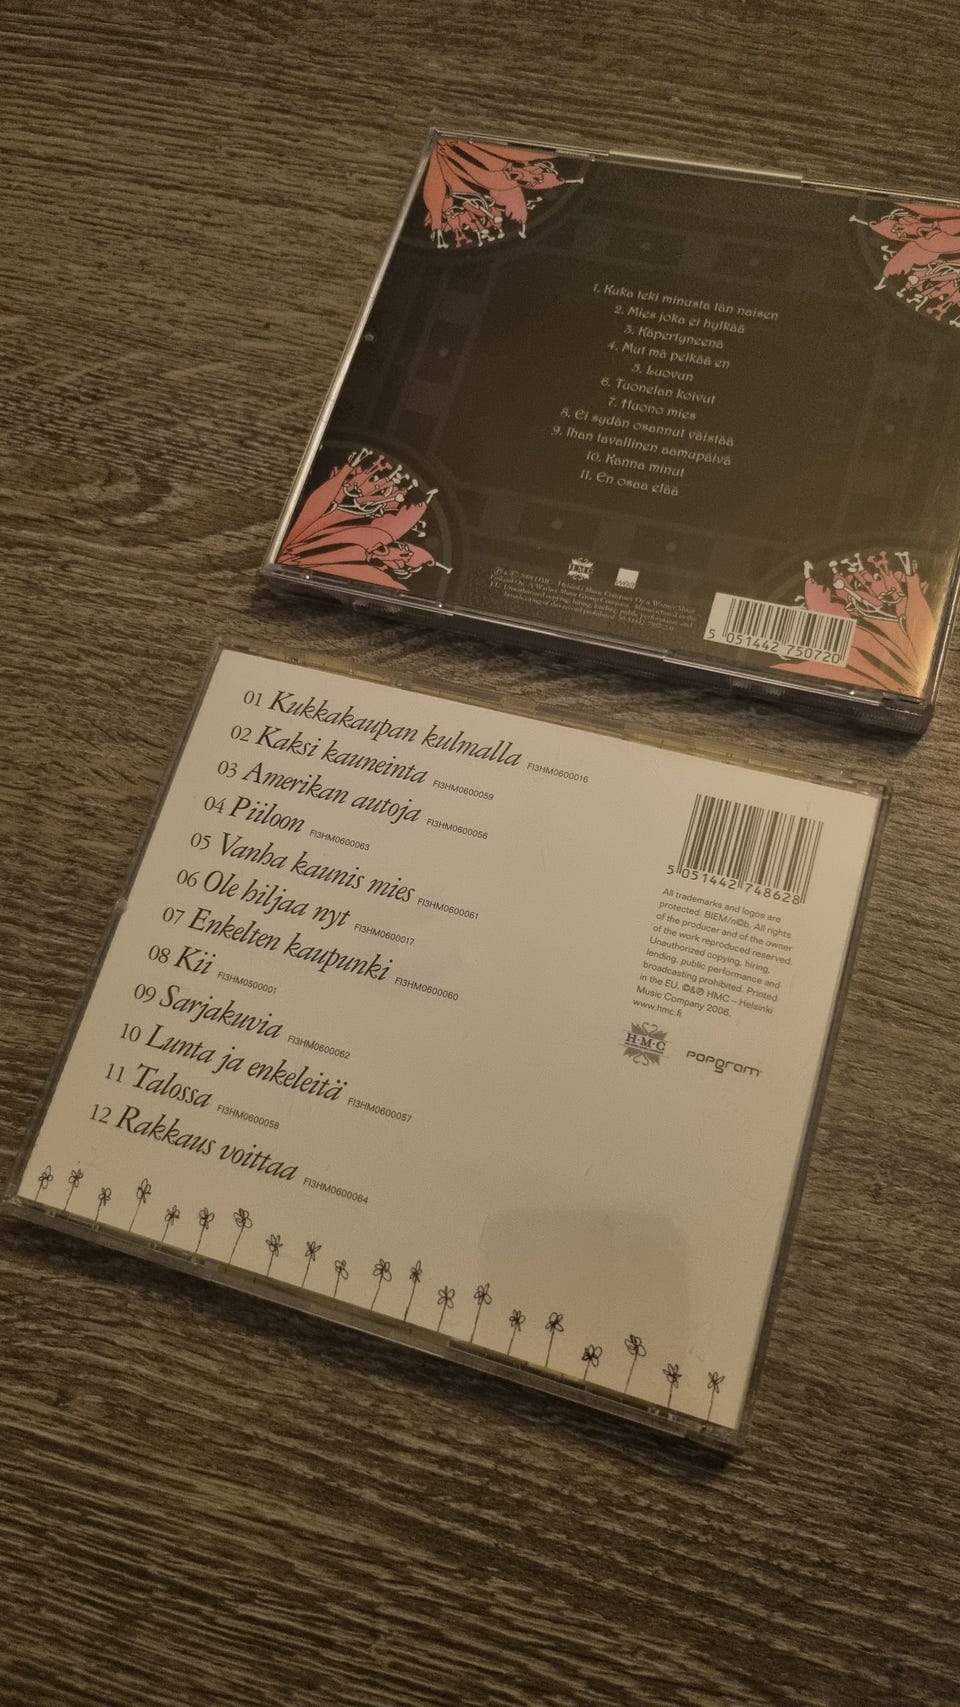 1. Kuka teki minusta tän naisen
2. Mies joka ei hylkää
3. Käpertyneenä
4. Mut mä pelkää en
5. Luovun
6. Tuonelan koivut
7. Huono mies
8. Ei sydän osannut väistää
9. Ihan tavallinen aamupäivä
10. Kanna minut
11. En osaa elää
HMC
5 051442 750720
01 Kukkakaupan kulmalla FI3HM0600016
02 Kaksi kauneinta FI3HM0600059
03 Amerikan autoja FI3HM0600056
04 Piiloon FI3HM0600063
05 Vanha kaunis mies FI3HM0600061
06 Ole hiljaa nyt FI3HM0600017
07 Enkelten kaupunki FI3HM0600060
08 Kii FI3HM0500001
09 Sarjakuvia FI3HM0600062
10 Lunta ja enkeleitä FI3HM0600057
11 Talossa FI3HM0600058
12 Rakkaus voittaa FI3HM0600064
5 051442 748628
All trademarks and logos are
protected. BIEM/n©b. All rights
of the producer and of the owner
of the work reproduced reserved.
Unauthorized copying, hiring,
lending, public performance and
broadcasting prohibited. Printed
in the EU. ©&℗ HMC – Helsinki
Music Company 2006.
www.hmc.fi
H·M·C
POPgram